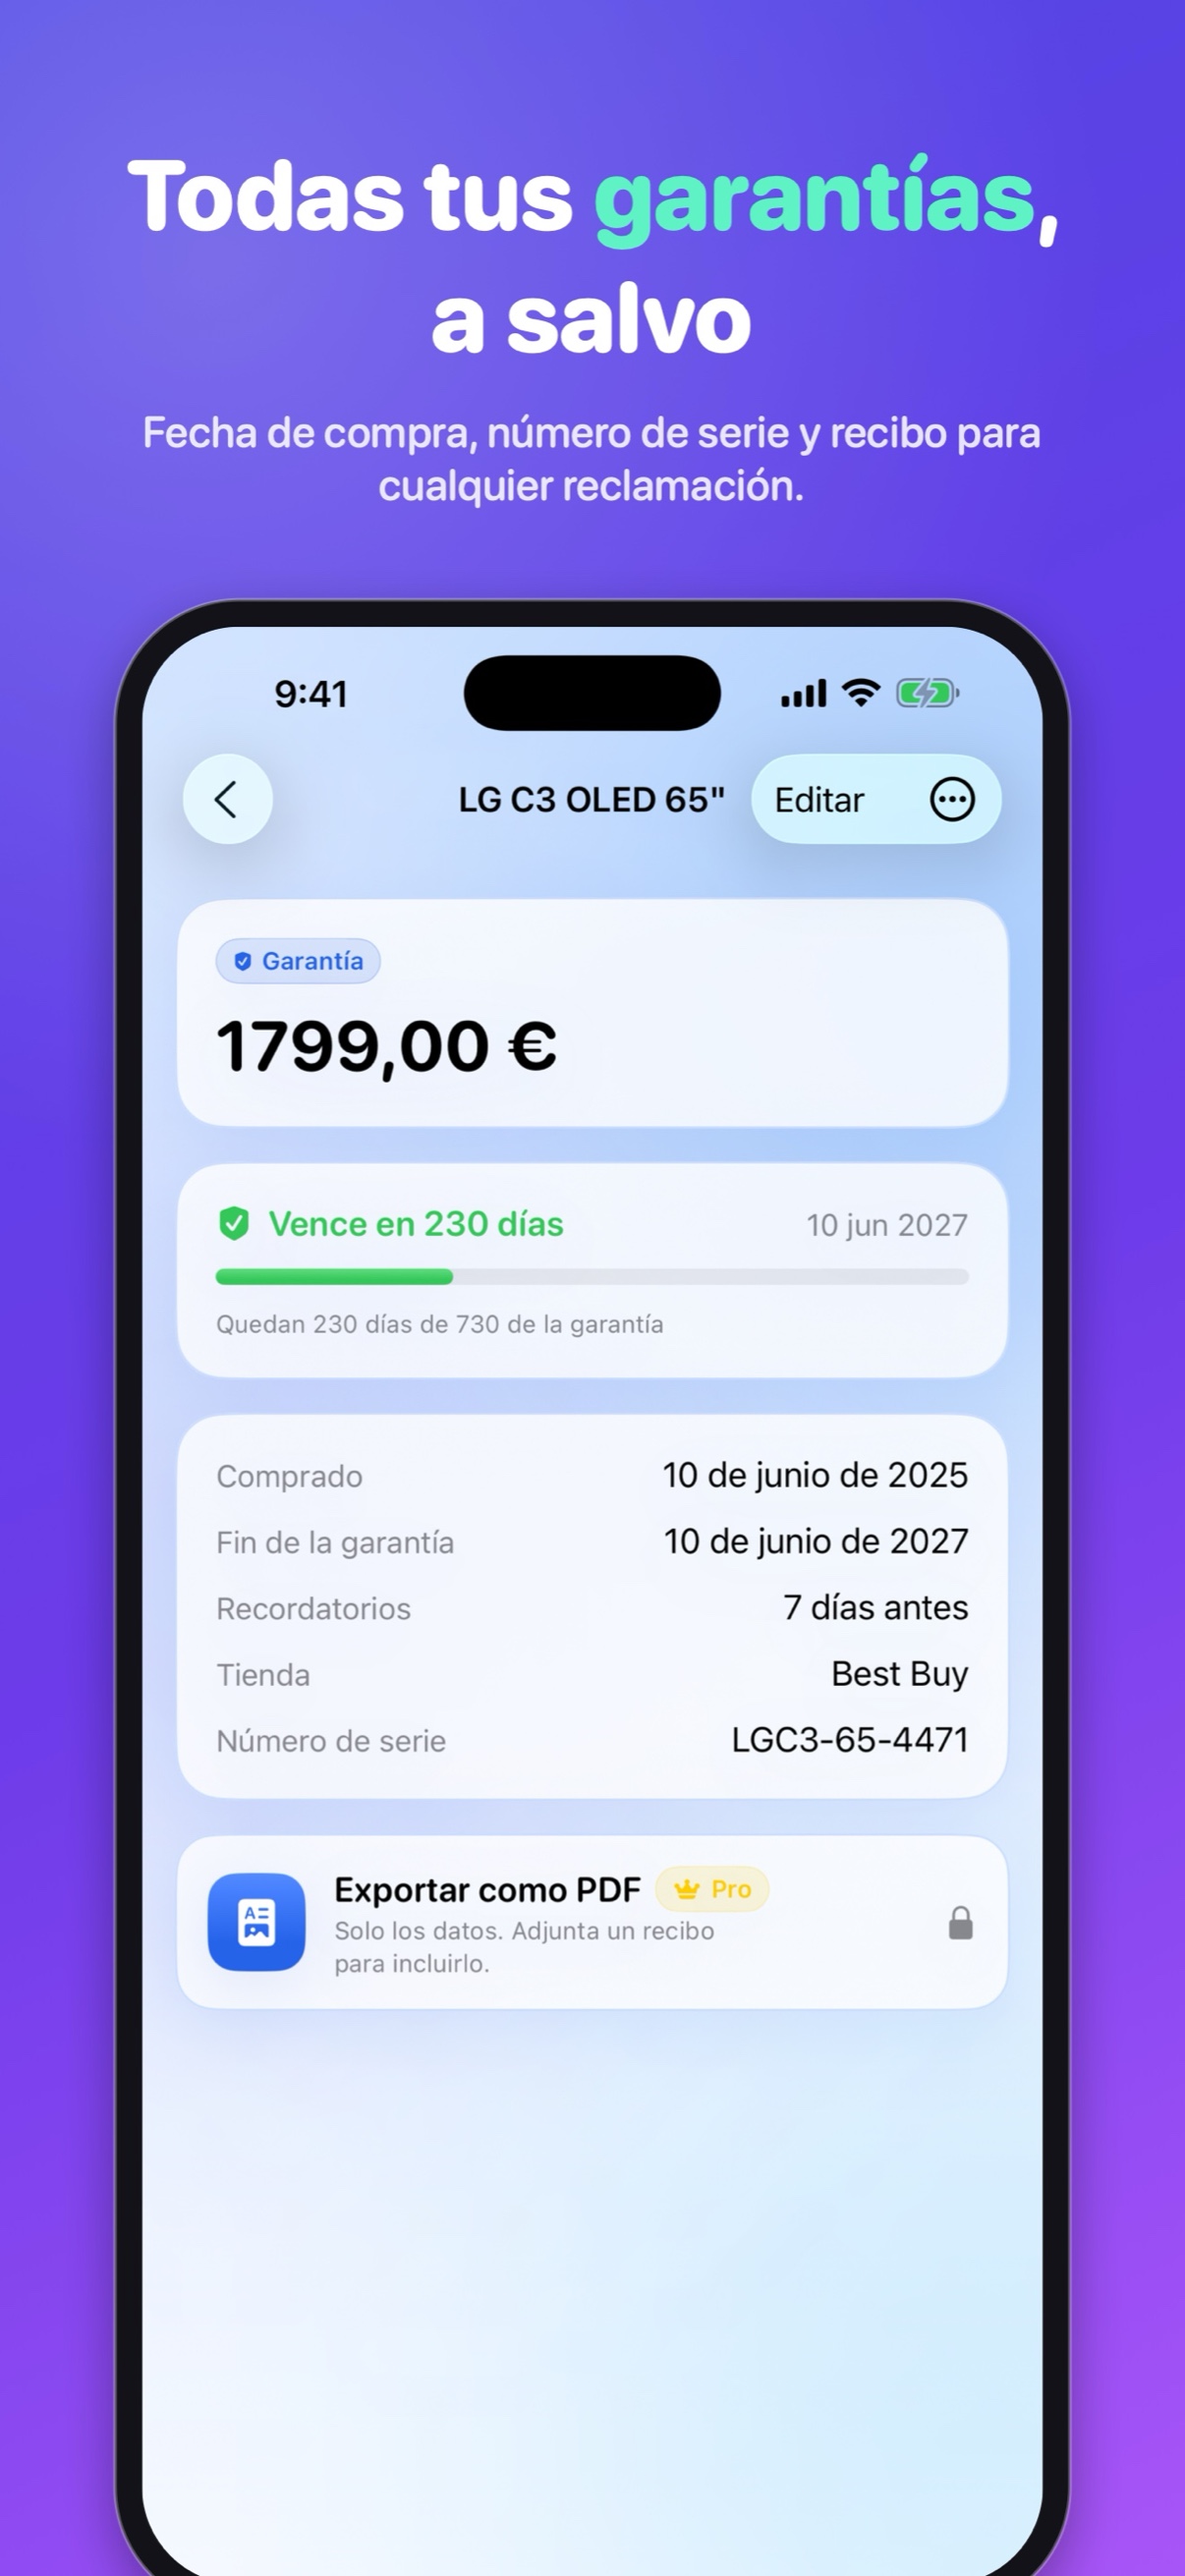 Todas tus garantías,
a salvo
Fecha de compra, número de serie y recibo para
cualquier reclamación.
9:41
LG C3 OLED 65"
Editar
Garantía
1799,00 €
Vence en 230 días
10 jun 2027
Quedan 230 días de 730 de la garantía
Comprado
10 de junio de 2025
Fin de la garantía
10 de junio de 2027
Recordatorios
7 días antes
Tienda
Best Buy
Número de serie
LGC3-65-4471
Exportar como PDF
Pro
Solo los datos. Adjunta un recibo
para incluirlo.